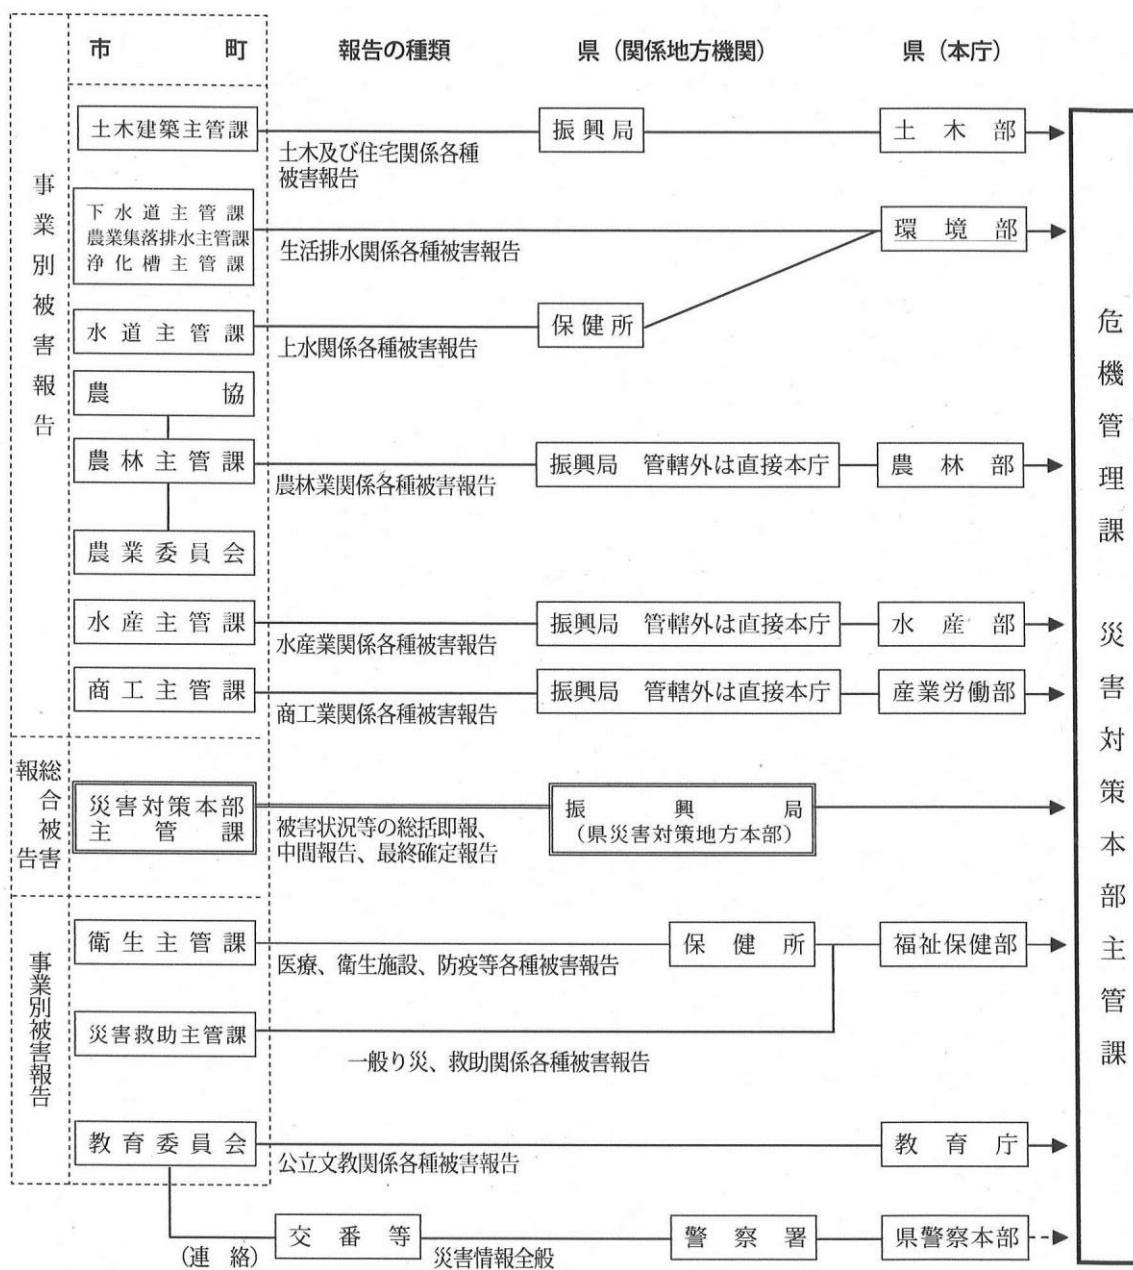 市　町　報告の種類　県（関係地方機関）　県（本庁）
事業別被害報告
土木建築主管課
土木及び住宅関係各種
被害報告
振興局
土木部
下水道主管課
農業集落排水主管課
浄化槽主管課
生活排水関係各種被害報告
環境部
水道主管課
上水関係各種被害報告
保健所
農協
農林主管課
農林業関係各種被害報告
振興局　管轄外は直接本庁
農林部
農業委員会
水産主管課
水産業関係各種被害報告
振興局　管轄外は直接本庁
水産部
商工主管課
商工業関係各種被害報告
振興局　管轄外は直接本庁
産業労働部
総合被害
報告
災害対策本部
主管課
被害状況等の総括即報、
中間報告、最終確定報告
振興局
（県災害対策地方本部）
事業別被害報告
衛生主管課
医療、衛生施設、防疫等各種被害報告
保健所
福祉保健部
災害救助主管課
一般り災、救助関係各種被害報告
教育委員会
公立文教関係各種被害報告
教育庁
（連絡）
交番等
災害情報全般
警察署
県警察本部
危機管理課　災害対策本部主管課